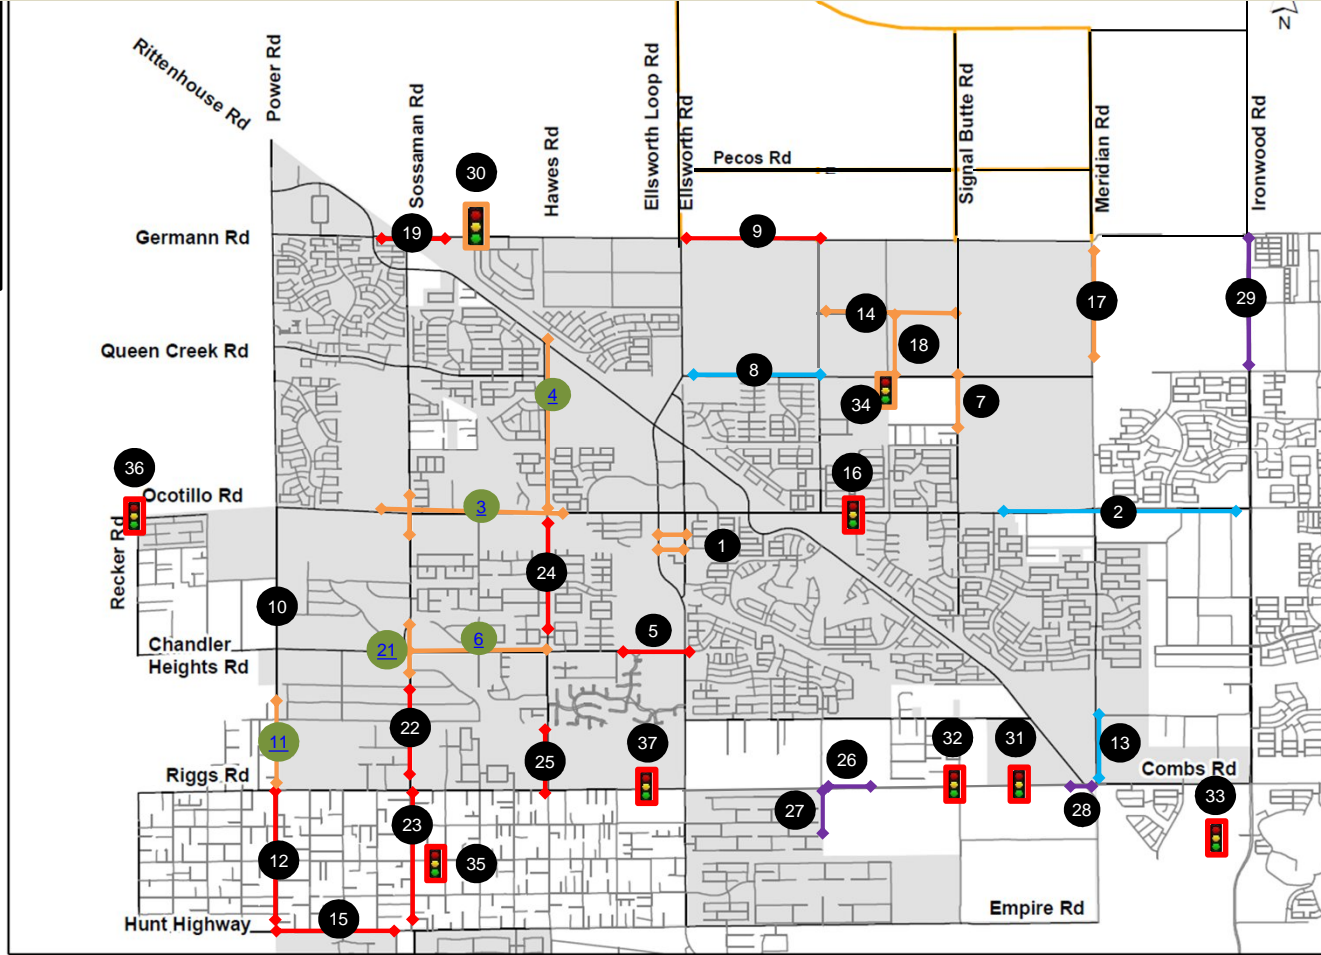 N
Rittenhouse Rd
Power Rd
Sossaman Rd
Hawes Rd
Ellsworth Loop Rd
Ellsworth Rd
Signal Butte Rd
Meridian Rd
Ironwood Rd
Pecos Rd
30
Germann Rd
19
9
14
17
29
18
Queen Creek Rd
8
4
34
7
36
16
Ocotillo Rd
3
2
Recker Rd
1
24
10
5
Chandler
Heights Rd
21
6
22
11
25
37
32
31
13
26
Riggs Rd
Combs Rd
27
28
33
23
12
35
15
Hunt Highway
Empire Rd